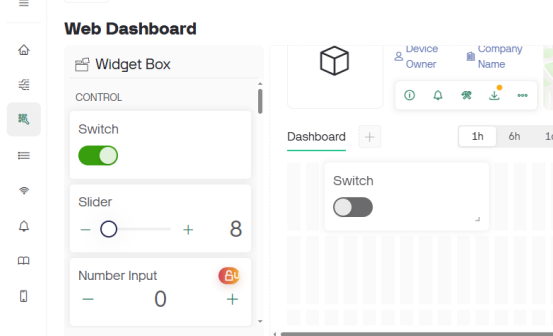 Web Dashboard
Widget Box
CONTROL
Switch
Slider
8
Number Input
0
Device
Owner
Company
Name
Dashboard
1h
6h
Switch